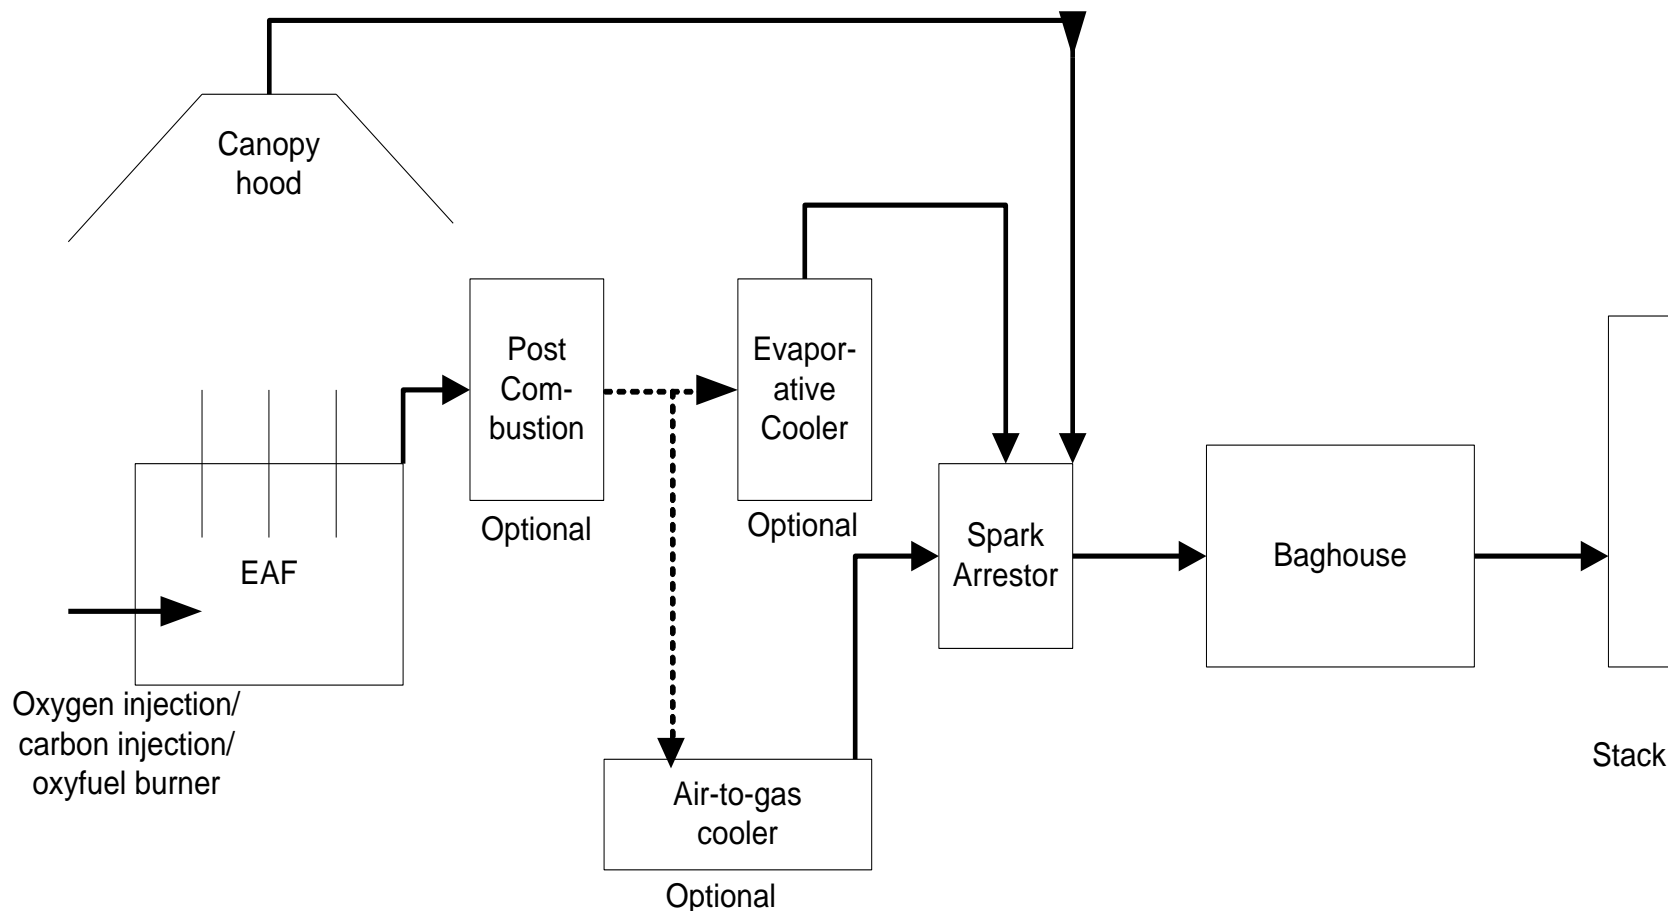 Canopy
hood
Post
Com-
bustion
Optional
Evapor-
ative
Cooler
Optional
EAF
Spark
Arrestor
Baghouse
Oxygen injection/
carbon injection/
oxyfuel burner
Air-to-gas
cooler
Optional
Stack